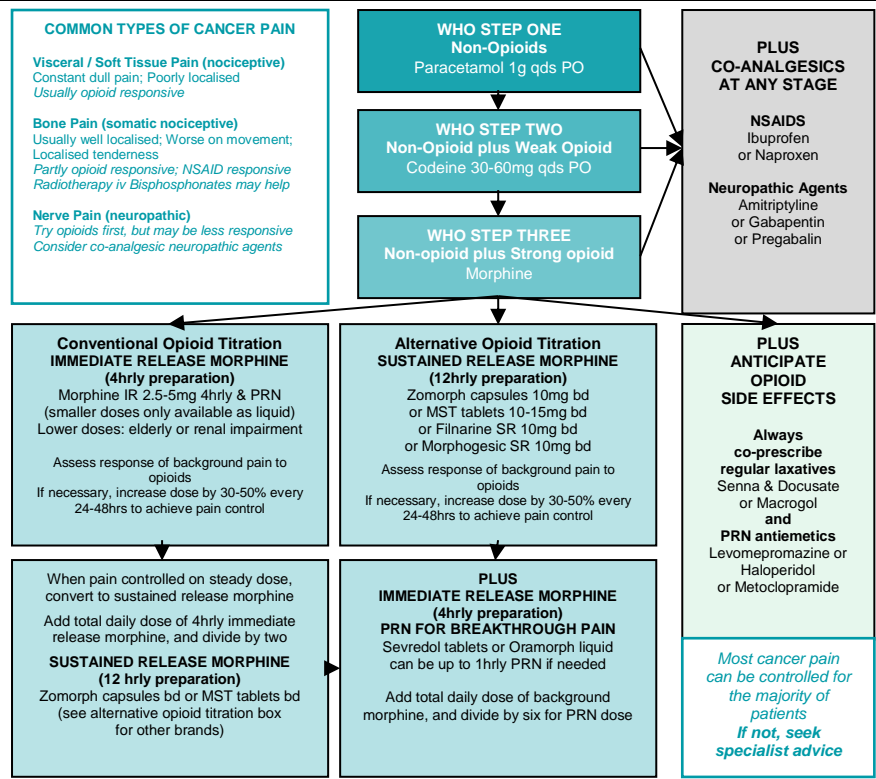 COMMON TYPES OF CANCER PAIN
Visceral / Soft Tissue Pain (nociceptive)
Constant dull pain; Poorly localised
Usually opioid responsive
Bone Pain (somatic nociceptive)
Usually well localised; Worse on movement;
Localised tenderness
Partly opioid responsive; NSAID responsive
Radiotherapy iv Bisphosphonates may help
Nerve Pain (neuropathic)
Try opioids first, but may be less responsive
Consider co-analgesic neuropathic agents
WHO STEP ONE
Non-Opioids
Paracetamol 1g qds PO
WHO STEP TWO
Non-Opioid plus Weak Opioid
Codeine 30-60mg qds PO
WHO STEP THREE
Non-opioid plus Strong opioid
Morphine
PLUS
CO-ANALGESICS
AT ANY STAGE
NSAIDS
Ibuprofen
or Naproxen
Neuropathic Agents
Amitriptyline
or Gabapentin
or Pregabalin
Conventional Opioid Titration
IMMEDIATE RELEASE MORPHINE
(4hrly preparation)
Morphine IR 2.5-5mg 4hrly & PRN
(smaller doses only available as liquid)
Lower doses: elderly or renal impairment
Assess response of background pain to
opioids
If necessary, increase dose by 30-50% every
24-48hrs to achieve pain control
Alternative Opioid Titration
SUSTAINED RELEASE MORPHINE
(12hrly preparation)
Zomorph capsules 10mg bd
or MST tablets 10-15mg bd
or Filnarine SR 10mg bd
or Morphogesic SR 10mg bd
Assess response of background pain to
opioids
If necessary, increase dose by 30-50% every
24-48hrs to achieve pain control
PLUS
ANTICIPATE
OPIOID
SIDE EFFECTS
Always
co-prescribe
regular laxatives
Senna & Docusate
or Macrogol
and
PRN antiemetics
Levomepromazine or
Haloperidol
or Metoclopramide
When pain controlled on steady dose,
convert to sustained release morphine
Add total daily dose of 4hrly immediate
release morphine, and divide by two
SUSTAINED RELEASE MORPHINE
(12 hrly preparation)
Zomorph capsules bd or MST tablets bd
(see alternative opioid titration box
for other brands)
PLUS
IMMEDIATE RELEASE MORPHINE
(4hrly preparation)
PRN FOR BREAKTHROUGH PAIN
Sevredol tablets or Oramorph liquid
can be up to 1hrly PRN if needed
Add total daily dose of background
morphine, and divide by six for PRN dose
Most cancer pain
can be controlled for
the majority of
patients
If not, seek
specialist advice